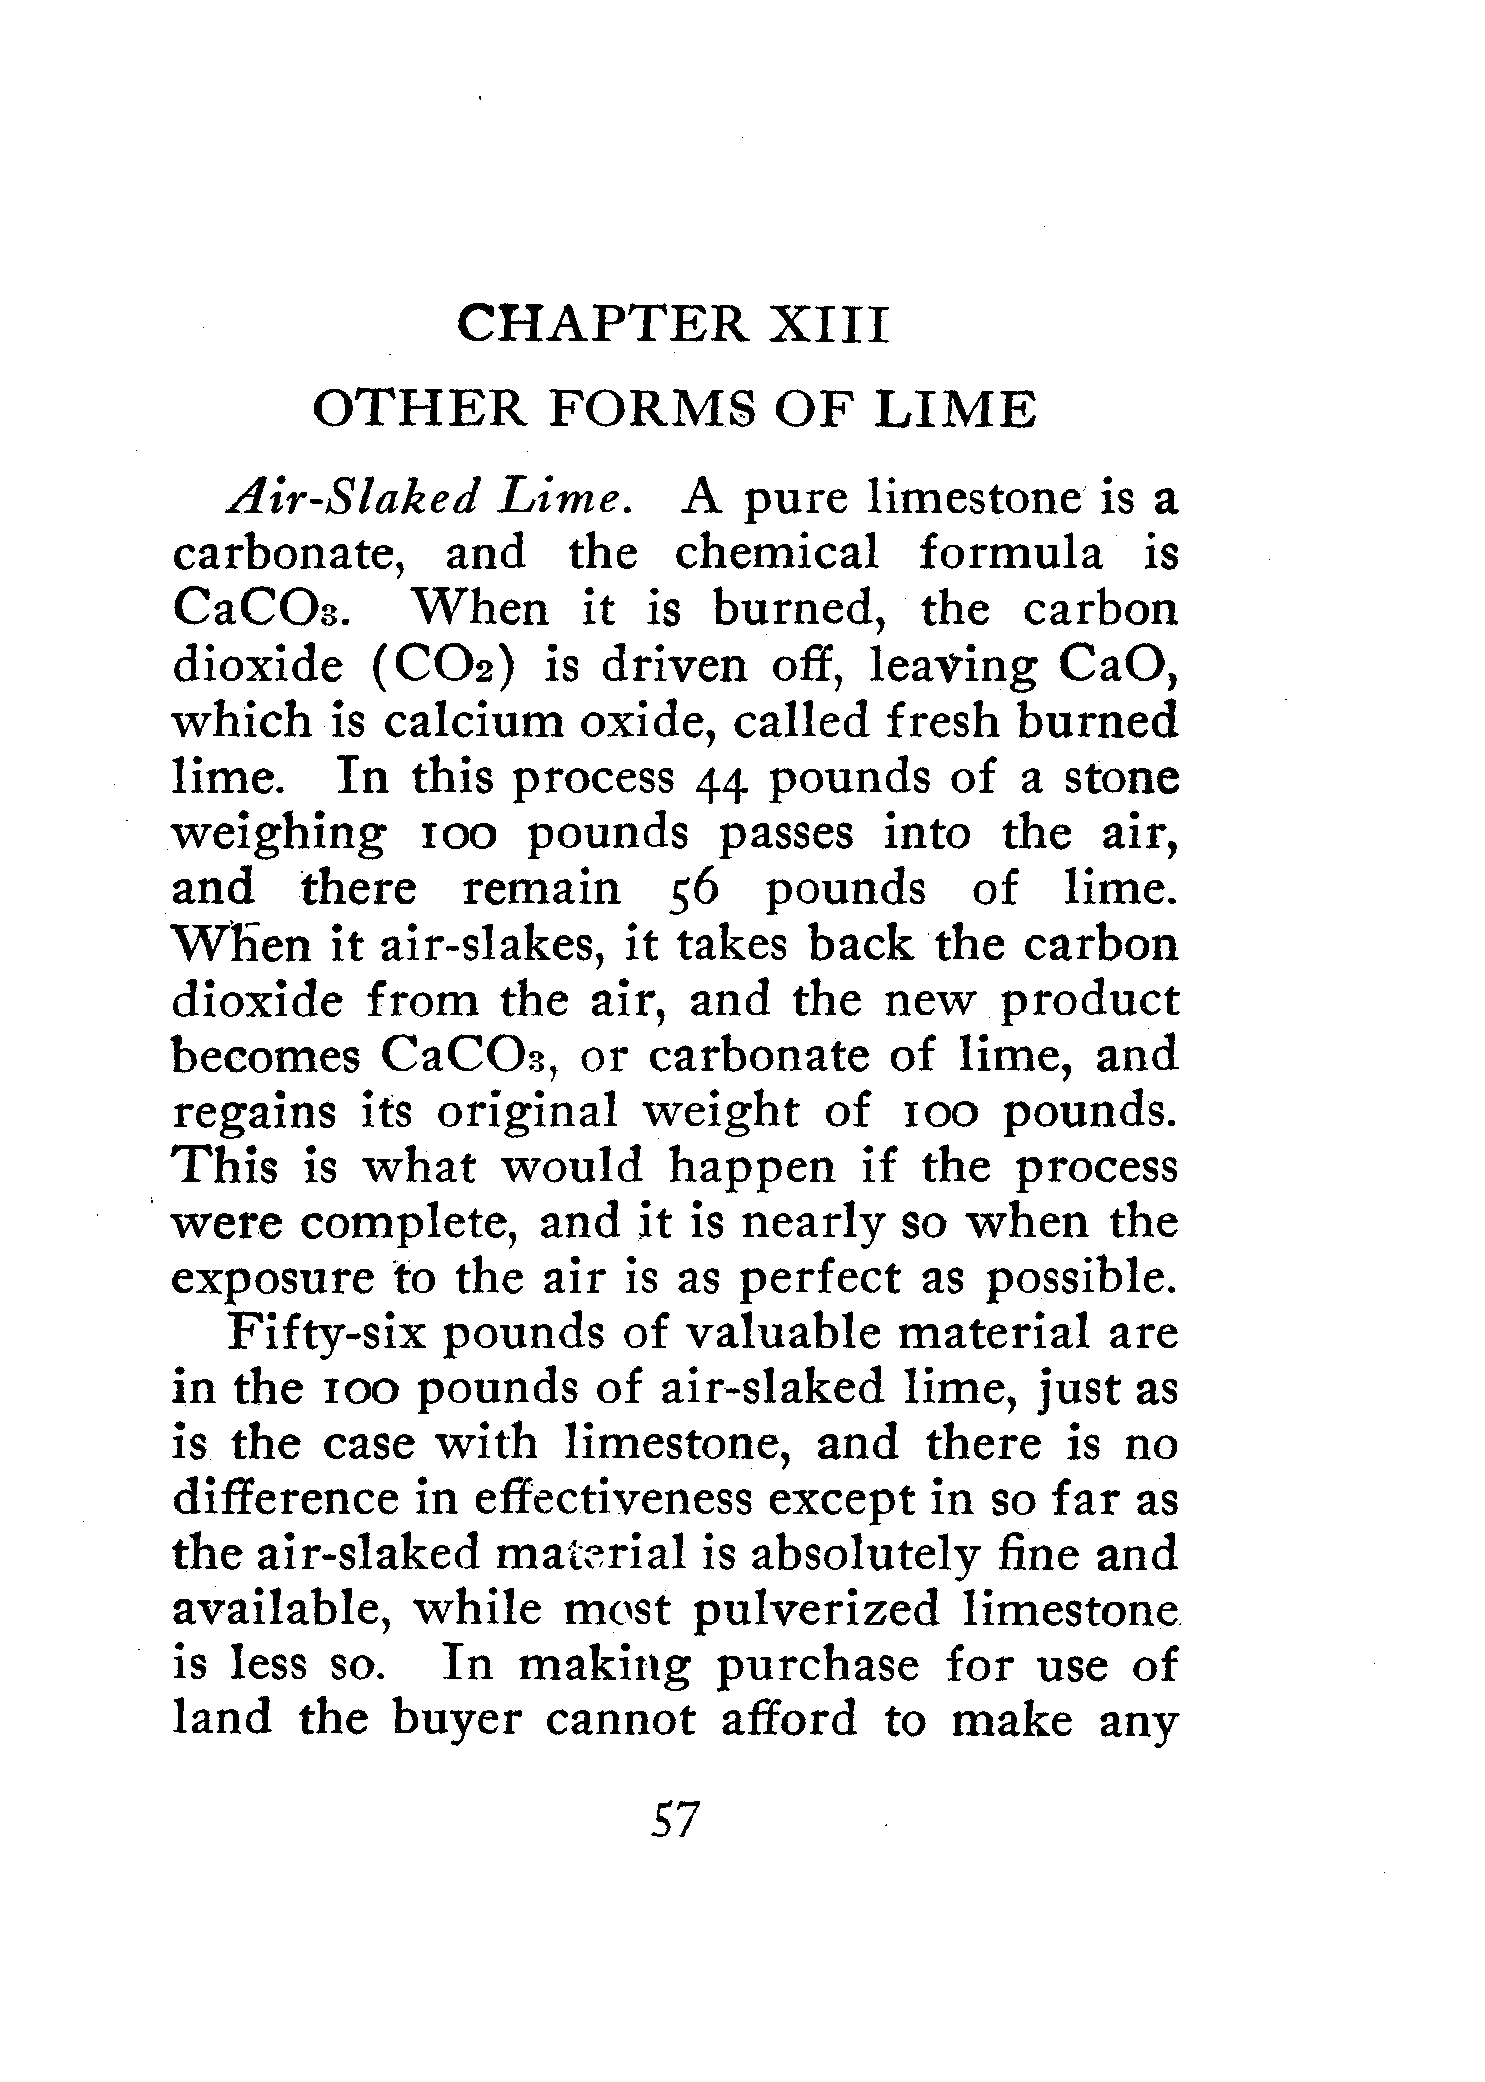 CHAPTER XIII
OTHER FORMS OF LIME
Air-Slaked Lime. A pure limestone is a
carbonate, and the chemical formula is
CaCO₃. When it is burned, the carbon
dioxide (CO₂) is driven off, leaving CaO,
which is calcium oxide, called fresh burned
lime. In this process 44 pounds of a stone
weighing 100 pounds passes into the air,
and there remain 56 pounds of lime.
When it air-slakes, it takes back the carbon
dioxide from the air, and the new product
becomes CaCO₃, or carbonate of lime, and
regains its original weight of 100 pounds.
This is what would happen if the process
were complete, and it is nearly so when the
exposure to the air is as perfect as possible.
Fifty-six pounds of valuable material are
in the 100 pounds of air-slaked lime, just as
is the case with limestone, and there is no
difference in effectiveness except in so far as
the air-slaked material is absolutely fine and
available, while most pulverized limestone
is less so. In making purchase for use of
land the buyer cannot afford to make any
57